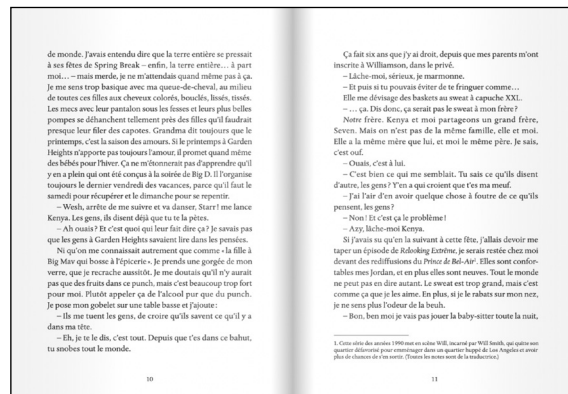 de monde. J'avais entendu dire que la terre entière se pressait
à ses fêtes de Spring Break – enfin, la terre entière… à part
moi… – mais merde, je ne m'attendais quand même pas à ça.
Je me sens trop basique avec ma queue-de-cheval, au milieu
de toutes ces filles aux cheveux colorés, bouclés, lissés, tissés.
Les mecs avec leur pantalon sous les fesses et leurs plus belles
pompes se déhanchent tellement près des filles qu'il faudrait
presque leur filer des capotes. Grandma dit toujours que le
printemps, c'est la saison des amours. Si le printemps à Garden
Heights n'apporte pas toujours l'amour, il promet quand même
des bébés pour l'hiver. Ça ne m'étonnerait pas d'apprendre qu'il
y en a plein qui ont été conçus à la soirée de Big D. Il l'organise
toujours le dernier vendredi des vacances, parce qu'il faut le
samedi pour récupérer et le dimanche pour se repentir.
– Wesh, arrête de me suivre et va danser, Starr ! me lance
Kenya. Les gens, ils disent déjà que tu te la pètes.
– Ah ouais ? Et c'est quoi qui leur fait dire ça ? Je savais pas
que les gens à Garden Heights savaient lire dans les pensées.
Ni qu'on me connaissait autrement que comme « la fille à
Big Mav qui bosse à l'épicerie ». Je prends une gorgée de mon
verre, que je recrache aussitôt. Je me doutais qu'il n'y aurait
pas que des fruits dans ce punch, mais c'est beaucoup trop fort
pour moi. Plutôt appeler ça de l'alcool pur que du punch.
Je pose mon gobelet sur une table basse et j'ajoute :
– Ils me tuent les gens, de croire qu'ils savent ce qu'il y a
dans ma tête.
– Eh, je te le dis, c'est tout. Depuis que t'es dans ce bahut,
tu snobes tout le monde.
10
Ça fait six ans que j'y ai droit, depuis que mes parents m'ont
inscrite à Williamson, dans le privé.
– Lâche-moi, sérieux, je marmonne.
– Et puis si tu pouvais éviter de te fringuer comme…
Elle me dévisage des baskets au sweat à capuche XXL.
– … ça. Dis donc, ça serait pas le sweat à mon frère ?
Notre frère. Kenya et moi partageons un grand frère,
Seven. Mais on n'est pas de la même famille, elle et moi.
Elle a la même mère que lui, et moi le même père. Je sais,
c'est ouf.
– Ouais, c'est à lui.
– C'est bien ce qui me semblait. Tu sais ce qu'ils disent
d'autre, les gens ? Y'en a qui croient que t'es ma meuf.
– J'ai l'air d'en avoir quelque chose à foutre de ce qu'ils
pensent, les gens ?
– Non ! Et c'est ça le problème !
– Azy, lâche-moi Kenya.
Si j'avais su qu'en la suivant à cette fête, j'allais devoir me
taper un épisode de Relooking Extrême, je serais restée chez moi
devant des rediffusions du Prince de Bel-Air¹. Elles sont confor-
tables mes Jordan, et en plus elles sont neuves. Tout le monde
ne peut pas en dire autant. Le sweat est trop grand, mais c'est
comme ça que je les aime. En plus, si je le rabats sur mon nez,
je ne sens plus l'odeur de la beuh.
– Bon, ben moi je vais pas jouer la baby-sitter toute la nuit,
1. Cette série des années 1990 met en scène Will, incarné par Will Smith, qui quitte son
quartier défavorisé pour emménager dans un quartier huppé de Los Angeles et avoir
plus de chances de s'en sortir. (Toutes les notes sont de la traductrice.)
11